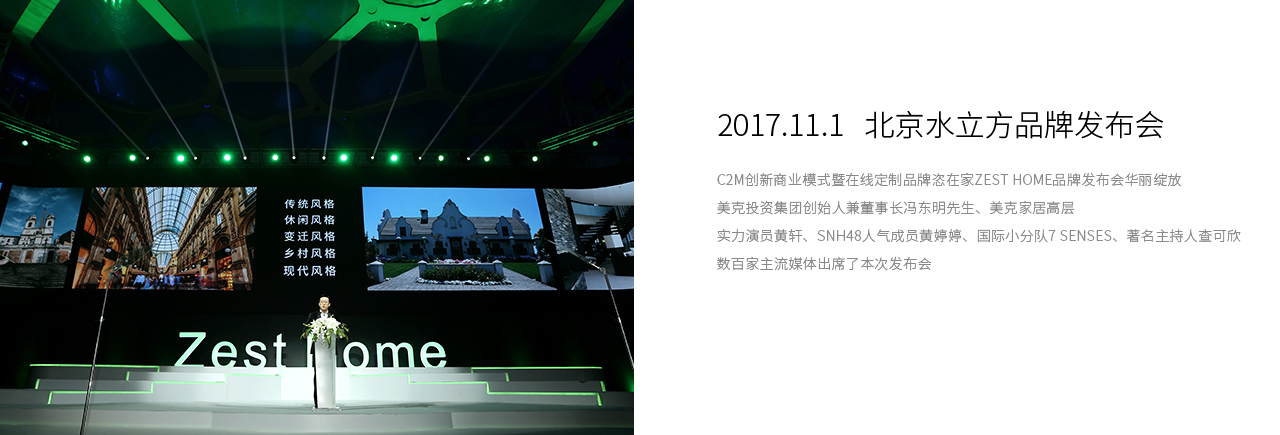 传统风格
休闲风格
变迁风格
乡村风格
现代风格
Zest Home
2017.11.1 北京水立方品牌发布会
C2M创新商业模式暨在线定制品牌恣在家ZEST HOME品牌发布会华丽绽放
美克投资集团创始人兼董事长冯东明先生、美克家居高层
实力演员黄轩、SNH48人气成员黄婷婷、国际小分队7 SENSES、著名主持人查可欣
数百家主流媒体出席了本次发布会